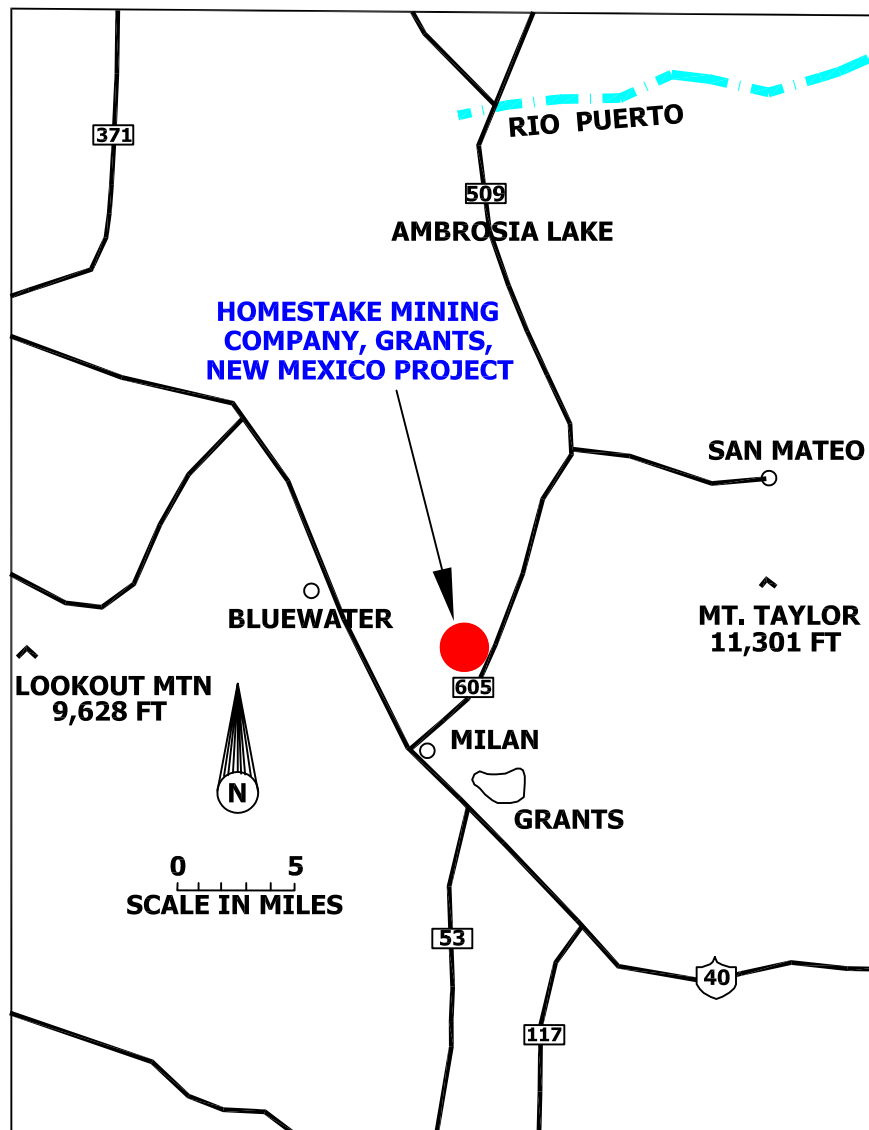 371
RIO PUERTO
509
AMBROSIA LAKE
HOMESTAKE MINING
COMPANY, GRANTS,
NEW MEXICO PROJECT
SAN MATEO
BLUEWATER
MT. TAYLOR
11,301 FT
LOOKOUT MTN
9,628 FT
605
MILAN
N
GRANTS
0 5
SCALE IN MILES
53
40
117